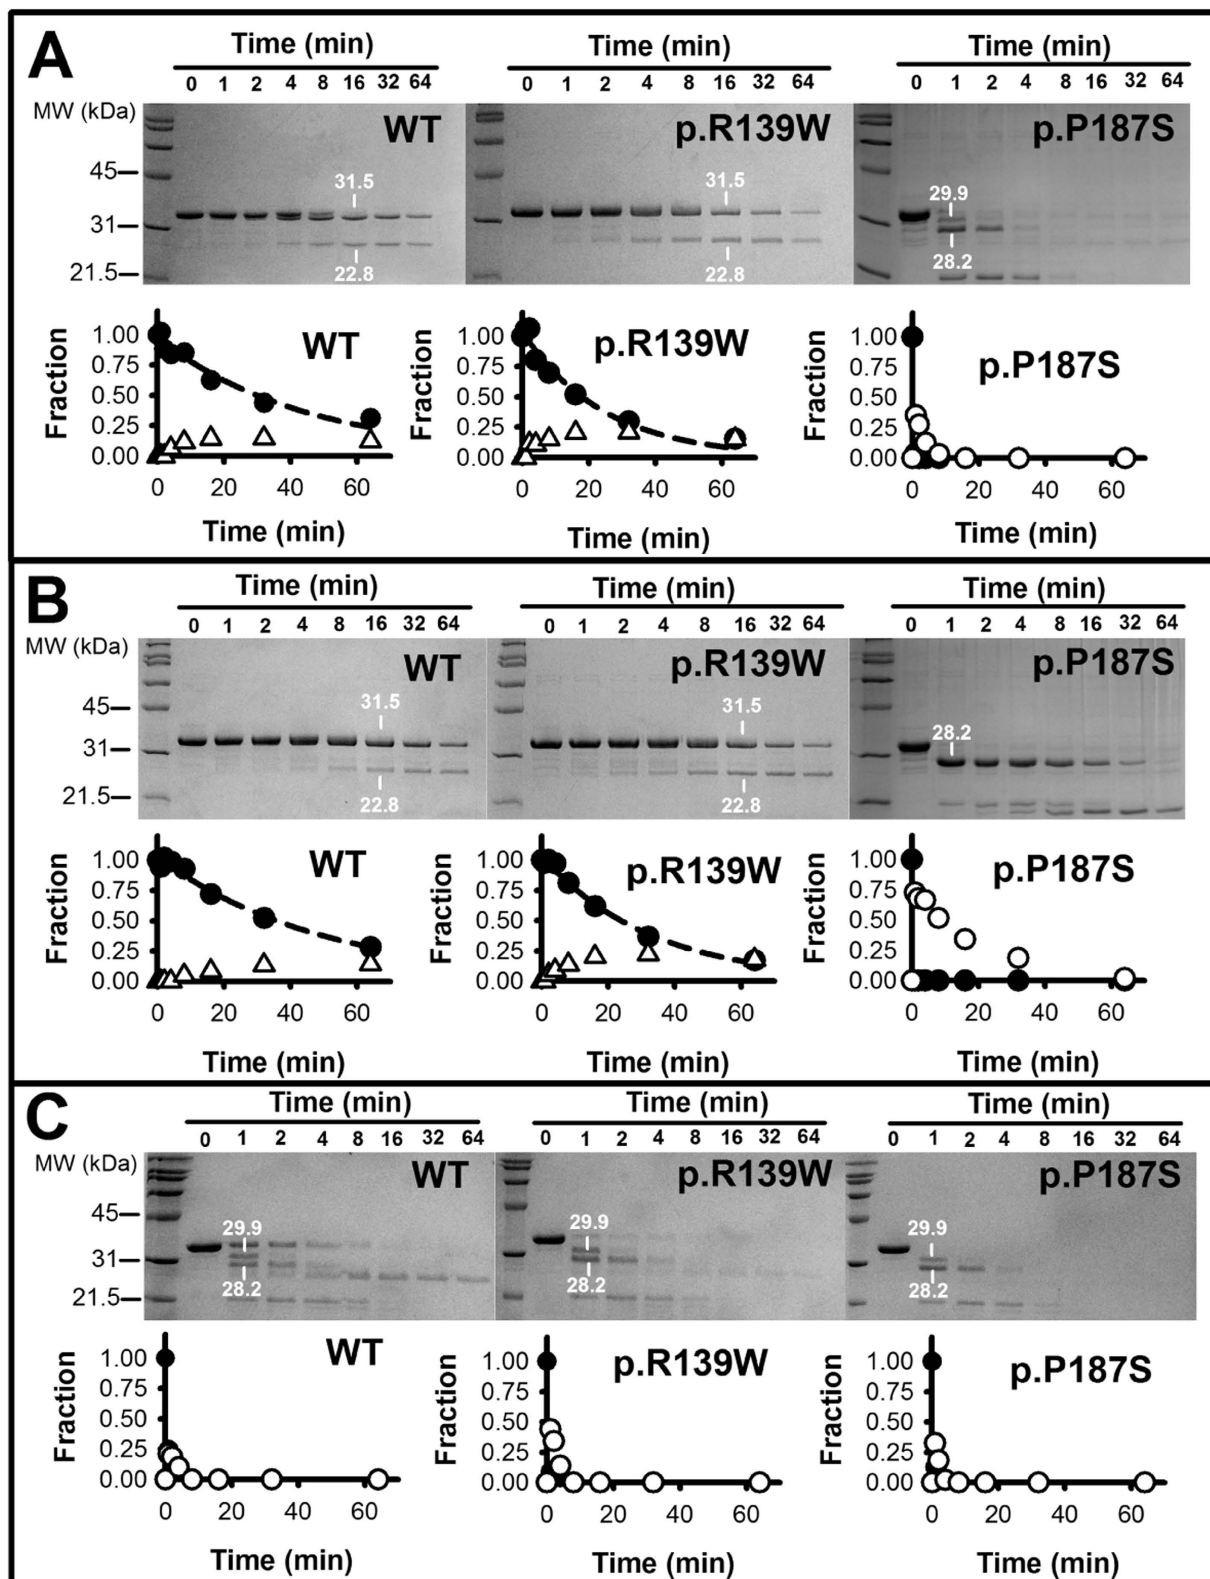 A
Time (min) Time (min) Time (min)
0 1 2 4 8 16 32 64 0 1 2 4 8 16 32 64 0 1 2 4 8 16 32 64
MW (kDa)
WT p.R139W p.P187S
45
31.5 31.5 29.9
31
22.8 22.8 28.2
21.5
Fraction Fraction Fraction
WT p.R139W p.P187S
1.00 1.00 1.00
0.75 0.75 0.75
0.50 0.50 0.50
0.25 0.25 0.25
0.00 0.00 0.00
0 20 40 60 0 20 40 60 0 20 40 60
Time (min) Time (min) Time (min)
B
Time (min) Time (min) Time (min)
0 1 2 4 8 16 32 64 0 1 2 4 8 16 32 64 0 1 2 4 8 16 32 64
MW (kDa)
WT p.R139W p.P187S
45
31.5 31.5 28.2
31
22.8 22.8
21.5
Fraction Fraction Fraction
WT p.R139W p.P187S
1.00 1.00 1.00
0.75 0.75 0.75
0.50 0.50 0.50
0.25 0.25 0.25
0.00 0.00 0.00
0 20 40 60 0 20 40 60 0 20 40 60
Time (min) Time (min) Time (min)
C
Time (min) Time (min) Time (min)
0 1 2 4 8 16 32 64 0 1 2 4 8 16 32 64 0 1 2 4 8 16 32 64
MW (kDa)
WT p.R139W p.P187S
45
29.9 29.9 29.9
31
28.2 28.2 28.2
21.5
Fraction Fraction Fraction
WT p.R139W p.P187S
1.00 1.00 1.00
0.75 0.75 0.75
0.50 0.50 0.50
0.25 0.25 0.25
0.00 0.00 0.00
0 20 40 60 0 20 40 60 0 20 40 60
Time (min) Time (min) Time (min)